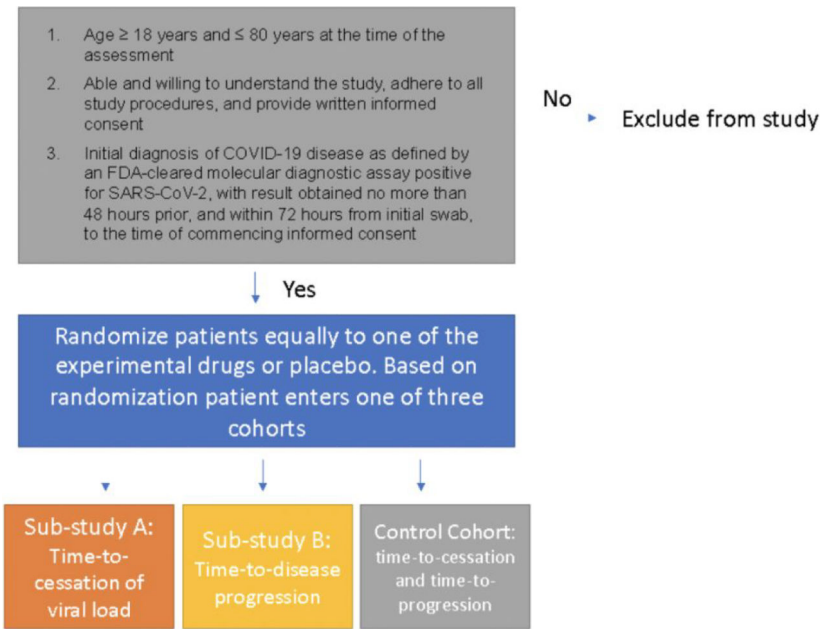 1. Age ≥ 18 years and ≤ 80 years at the time of the
assessment
2. Able and willing to understand the study, adhere to all
study procedures, and provide written informed
consent
3. Initial diagnosis of COVID-19 disease as defined by
an FDA-cleared molecular diagnostic assay positive
for SARS-CoV-2, with result obtained no more than
48 hours prior, and within 72 hours from initial swab,
to the time of commencing informed consent
No
Exclude from study
Yes
Randomize patients equally to one of the
experimental drugs or placebo. Based on
randomization patient enters one of three
cohorts
Sub-study A:
Time-to-
cessation of
viral load
Sub-study B:
Time-to-disease
progression
Control Cohort:
time-to-cessation
and time-to-
progression